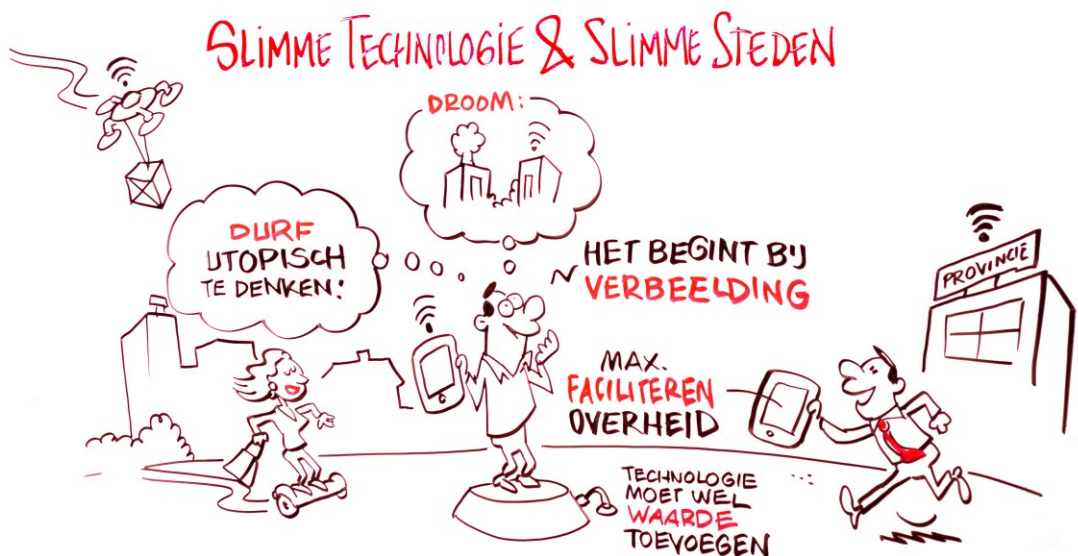 SLIMME TECHNOLOGIE & SLIMME STEDEN
DROOM:
DURF
UTOPISCH
TE DENKEN!
HET BEGINT BIJ
VERBEELDING
PROVINCIE
MAX.
FACILITEREN
OVERHEID
TECHNOLOGIE
MOET WEL
WAARDE
TOEVOEGEN